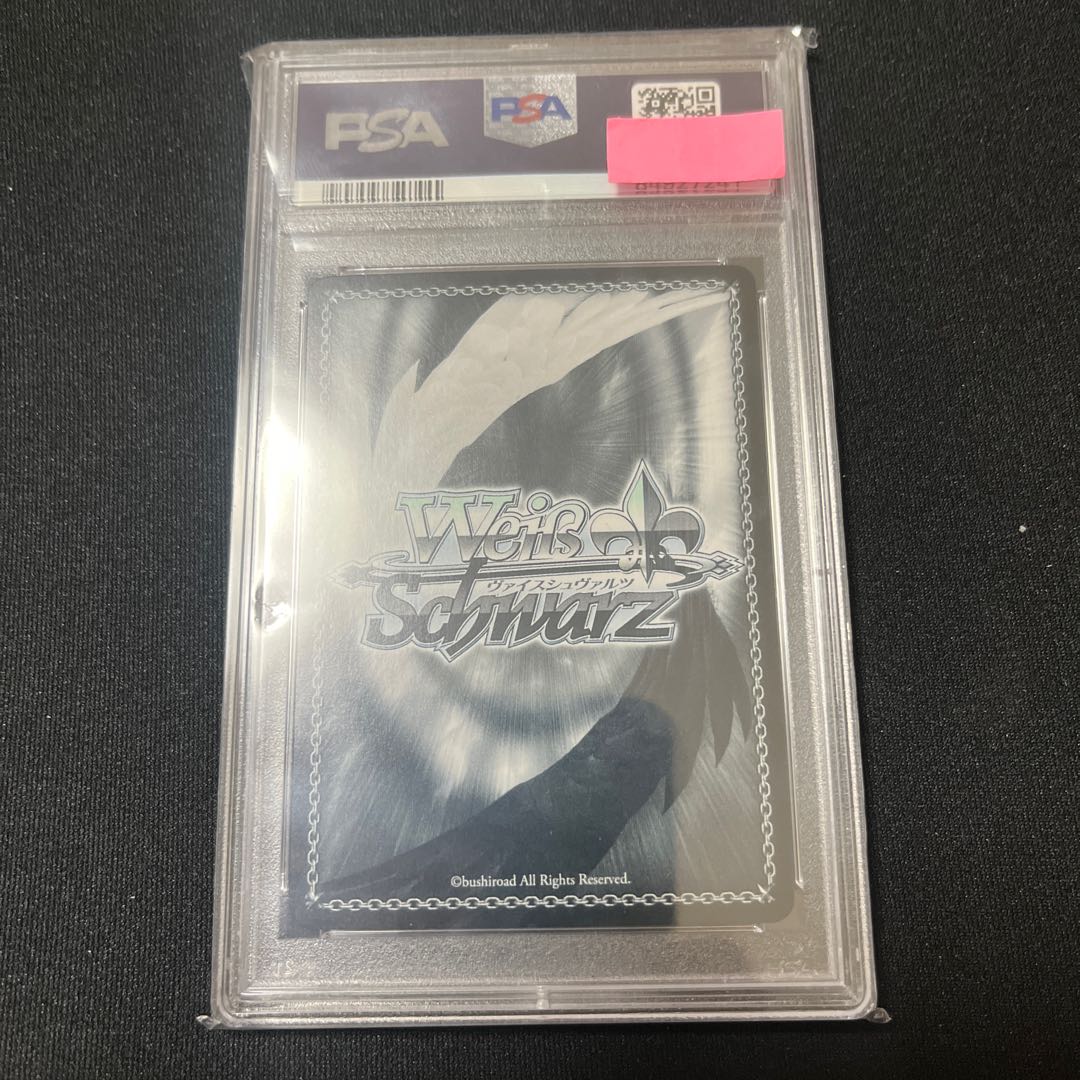 PSA
PSA
Weiß
ヴァイスシュヴァルツ
Schwarz
©bushiroad All Rights Reserved.